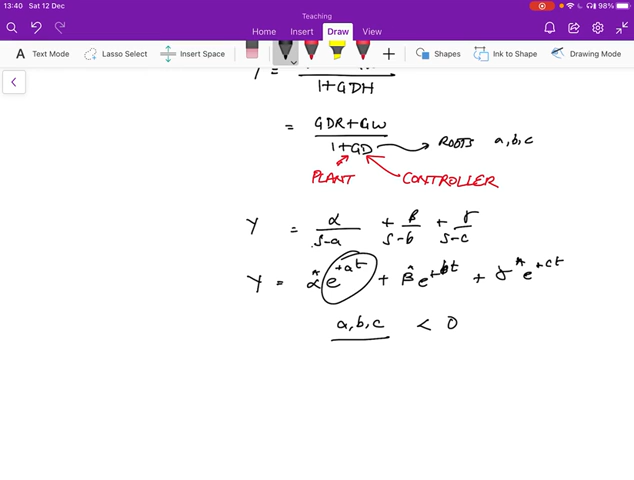 13:40 Sat 12 Dec
Teaching
98%
Home Insert Draw View
Text Mode Lasso Select Insert Space Shapes Ink to Shape Drawing Mode
1+GDH
= GDR+GW
1+GD ROOTS a,b,c
PLANT CONTROLLER
Y = α/s-a + β/s-b + γ/s-c
Y = α̂ e^+at + β̂ e^+bt + γ̂ e^+ct
a,b,c < 0